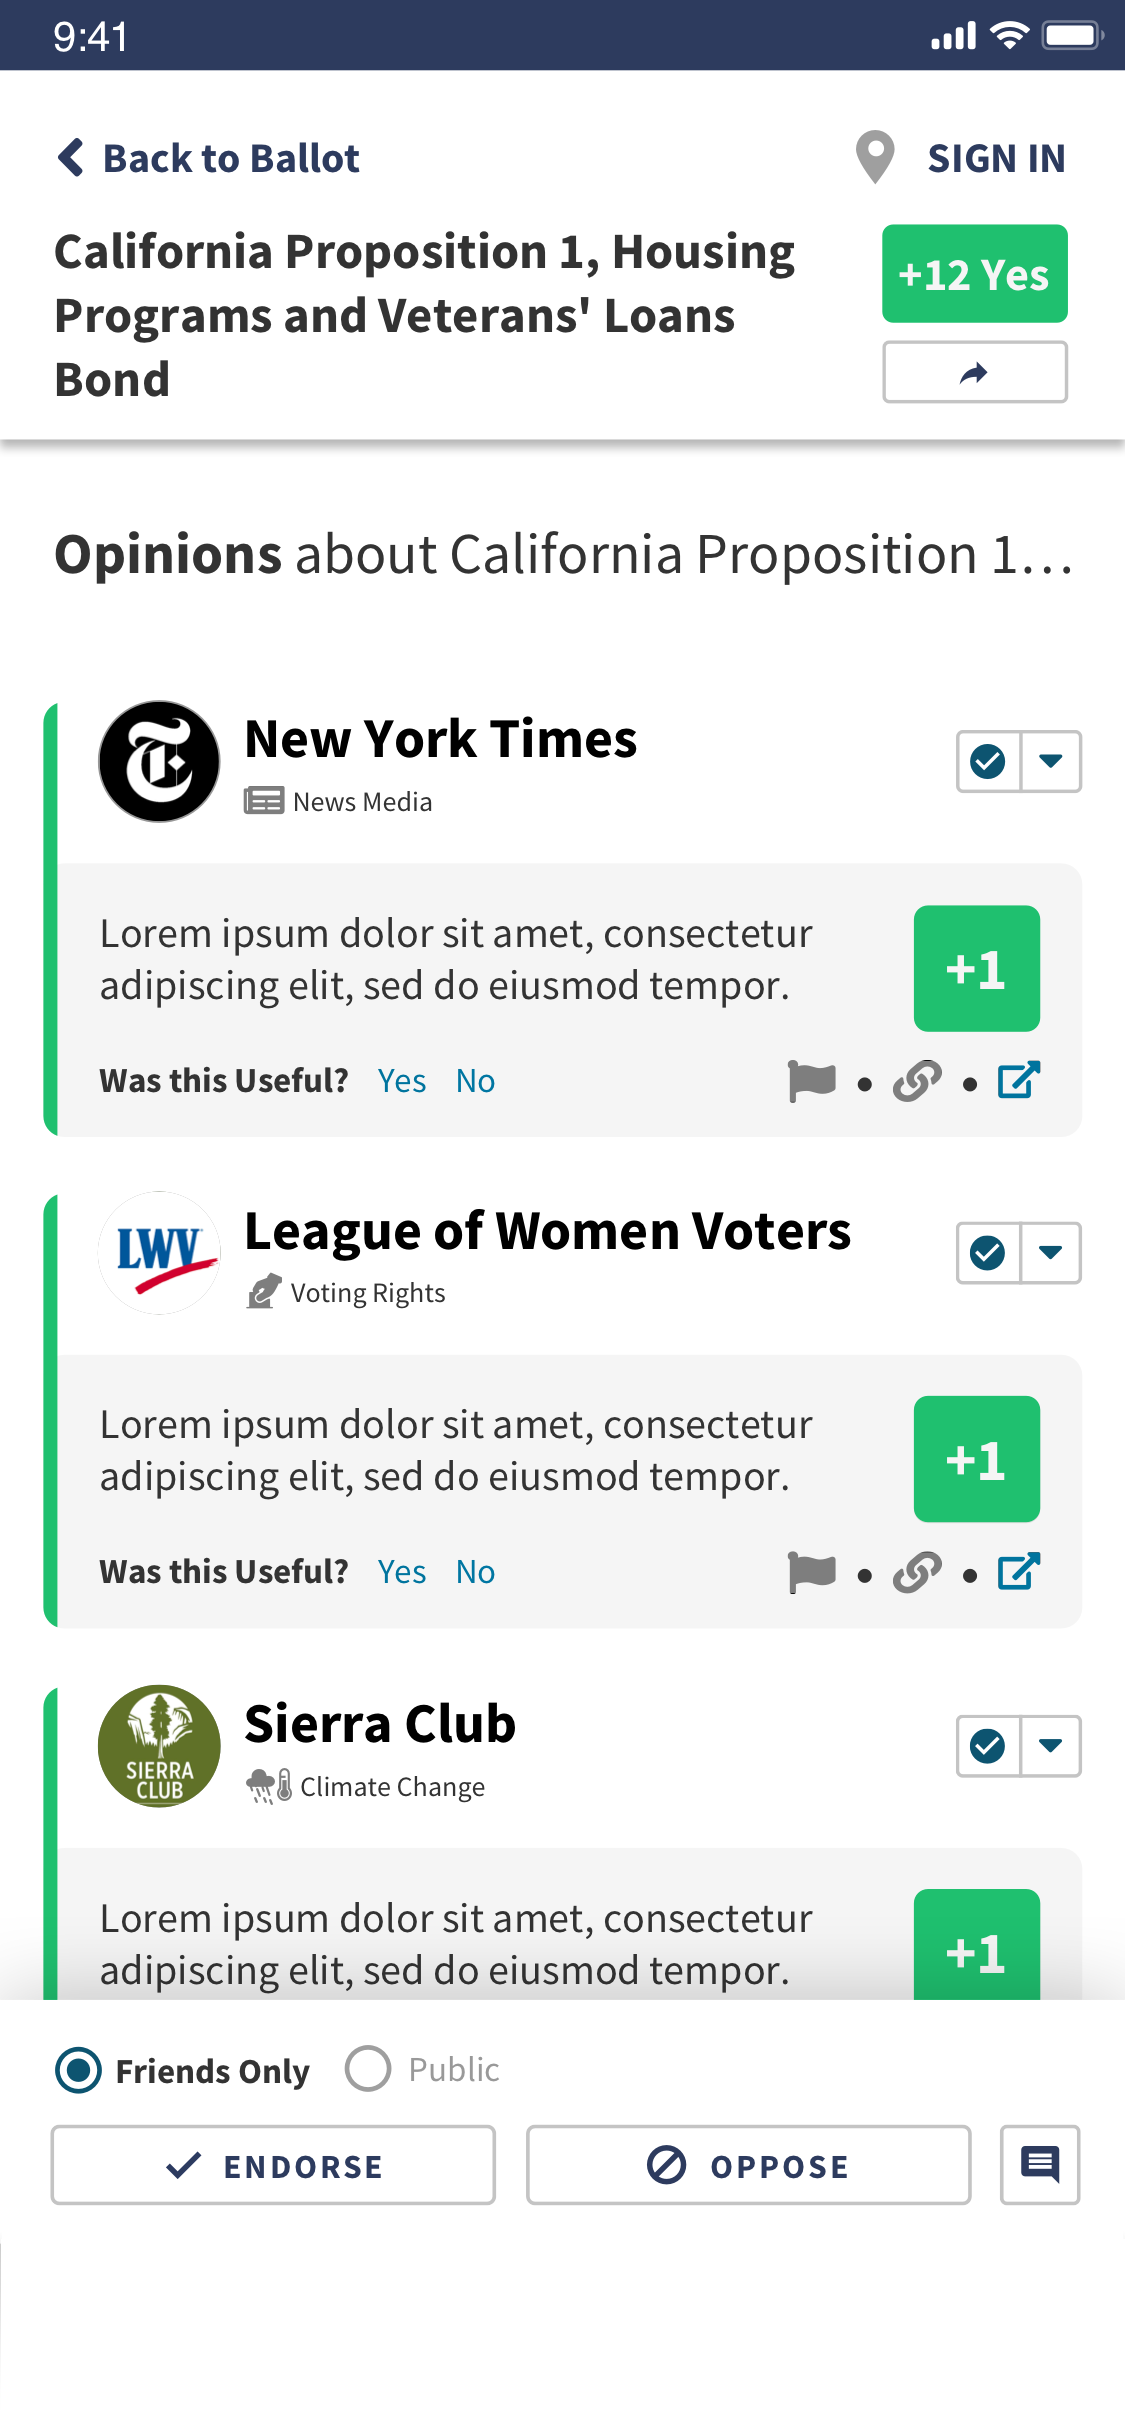 9:41
Back to Ballot
SIGN IN
California Proposition 1, Housing
Programs and Veterans' Loans
Bond
+12 Yes
Opinions about California Proposition 1...
New York Times
News Media
Lorem ipsum dolor sit amet, consectetur
adipiscing elit, sed do eiusmod tempor.
+1
Was this Useful? Yes No
LWV
League of Women Voters
Voting Rights
Lorem ipsum dolor sit amet, consectetur
adipiscing elit, sed do eiusmod tempor.
+1
Was this Useful? Yes No
SIERRA
CLUB
Sierra Club
Climate Change
Lorem ipsum dolor sit amet, consectetur
adipiscing elit, sed do eiusmod tempor.
+1
Friends Only
Public
ENDORSE
OPPOSE